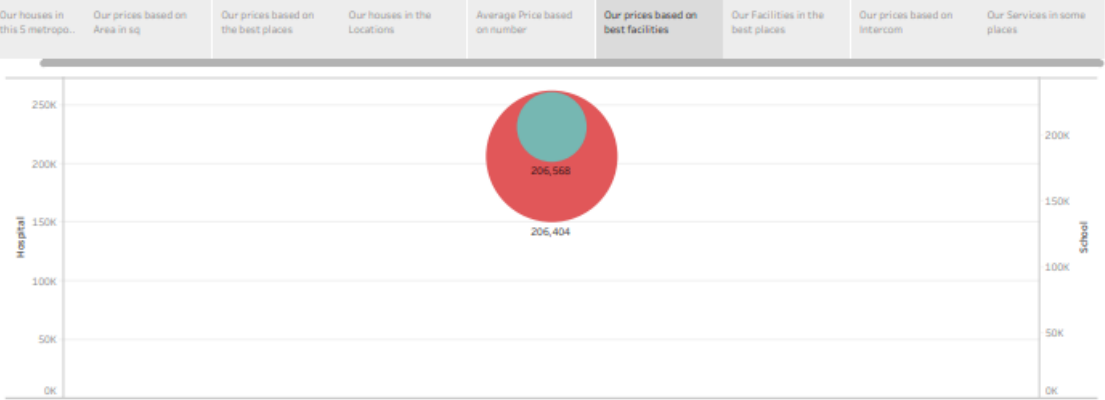 Our houses in
this 5 metropo...
Our prices based on
Area in sq
Our prices based on
the best places
Our houses in the
Locations
Average Price based
on number
Our prices based on
best facilities
Our Facilities in the
best places
Our prices based on
Intercom
Our Services in some
places
250K
200K
150K
100K
50K
0K
Hospital
206,568
206,404
200K
150K
100K
50K
0K
School